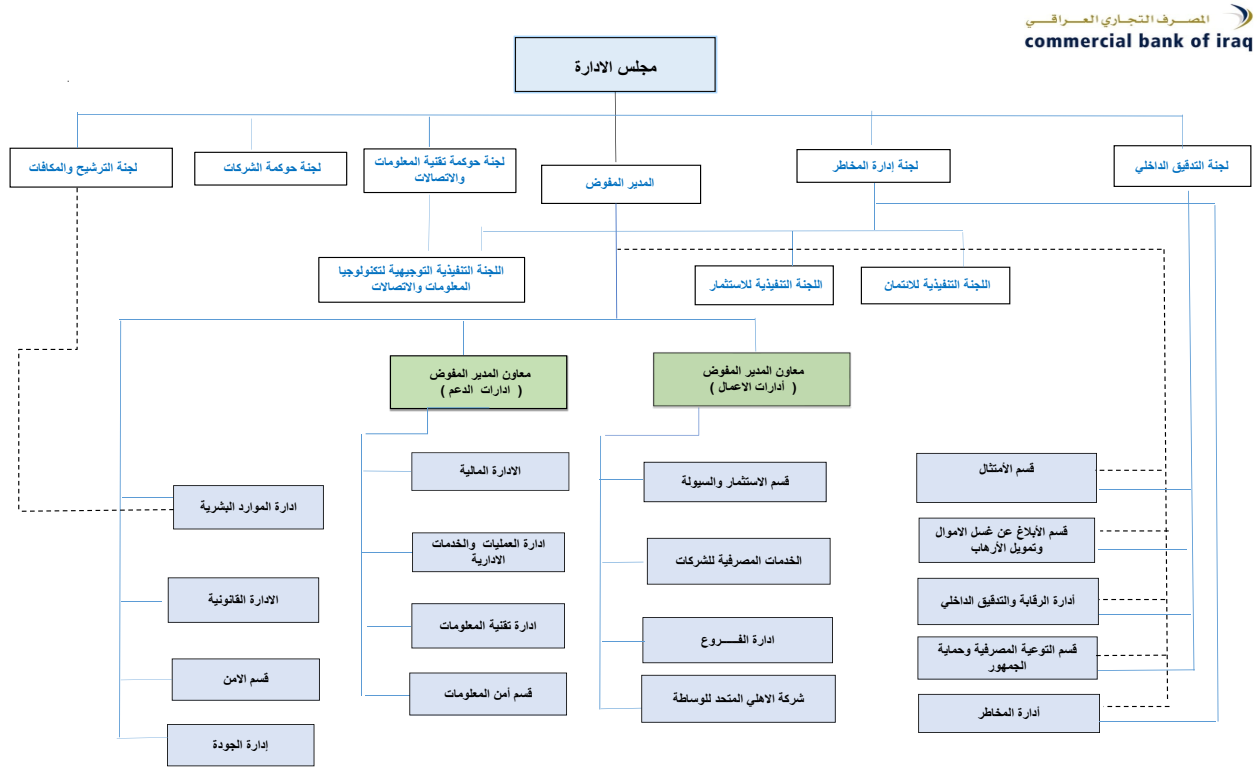 المصــرف التجـاري العــراقــي
commercial bank of iraq
مجلس الادارة
لجنة التدقيق الداخلي
لجنة إدارة المخاطر
المدير المفوض
لجنة حوكمة تقنية المعلومات
والاتصالات
لجنة حوكمة الشركات
لجنة الترشيح والمكافات
اللجنة التنفيذية للائتمان
اللجنة التنفيذية للاستثمار
اللجنة التنفيذية التوجيهية لتكنولوجيا
المعلومات والاتصالات
معاون المدير المفوض
( أدارات الاعمال )
معاون المدير المفوض
( ادارات الدعم )
قسم الأمتثال
قسم الأبلاغ عن غسل الاموال
وتمويل الأرهاب
أدارة الرقابة والتدقيق الداخلي
قسم التوعية المصرفية وحماية
الجمهور
أدارة المخاطر
قسم الاستثمار والسيولة
الخدمات المصرفية للشركات
ادارة الفـــــروع
شركة الاهلي المتحد للوساطة
الادارة المالية
ادارة العمليات والخدمات
الادارية
ادارة تقنية المعلومات
قسم أمن المعلومات
ادارة الموارد البشرية
الادارة القانونية
قسم الامن
إدارة الجودة